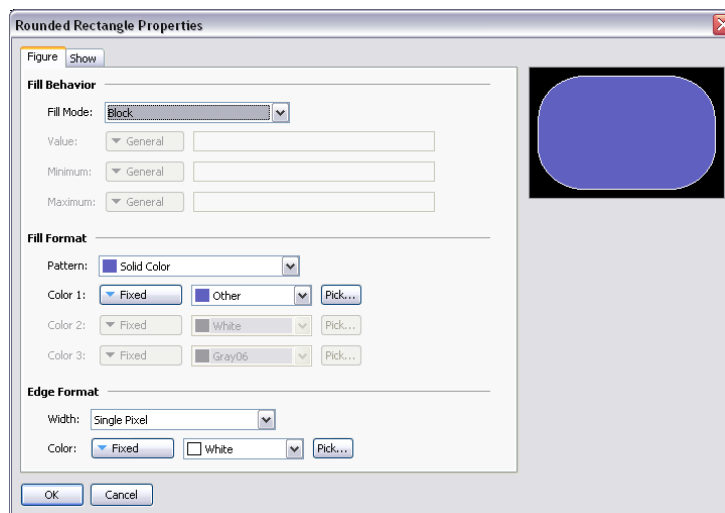 Rounded Rectangle Properties
Figure Show
Fill Behavior
Fill Mode: Block
Value: General
Minimum: General
Maximum: General
Fill Format
Pattern: Solid Color
Color 1: Fixed Other Pick...
Color 2: Fixed White Pick...
Color 3: Fixed Gray06 Pick...
Edge Format
Width: Single Pixel
Color: Fixed White Pick...
OK Cancel